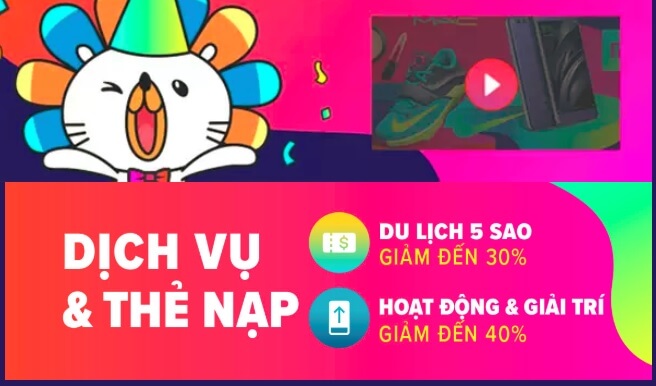 DỊCH VỤ
& THẺ NẠP
DU LỊCH 5 SAO
GIẢM ĐẾN 30%
HOẠT ĐỘNG & GIẢI TRÍ
GIẢM ĐẾN 40%